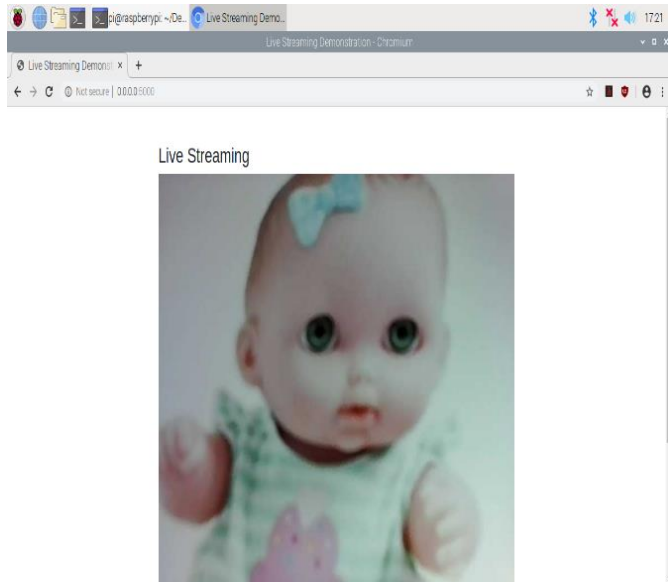 pi@raspberrypi: ~/De... Live Streaming Demo... 17:21
Live Streaming Demonstration - Chromium
Live Streaming Demonst
Not secure | 0.0.0.0:5000
Live Streaming